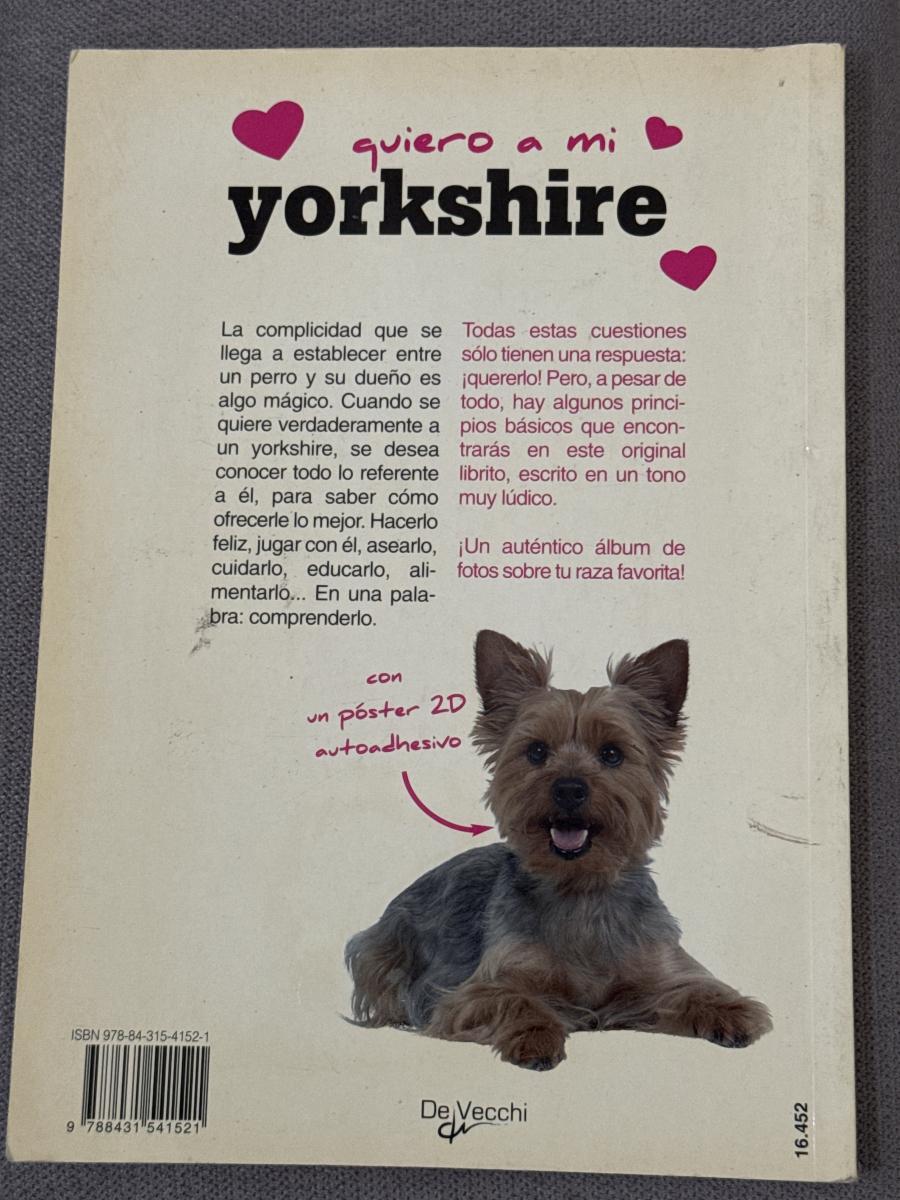 quiero a mi
yorkshire
La complicidad que se
llega a establecer entre
un perro y su dueño es
algo mágico. Cuando se
quiere verdaderamente a
un yorkshire, se desea
conocer todo lo referente
a él, para saber cómo
ofrecerle lo mejor. Hacerlo
feliz, jugar con él, asearlo,
cuidarlo, educarlo, ali-
mentarlo... En una pala-
bra: comprenderlo.
Todas estas cuestiones
sólo tienen una respuesta:
¡quererlo! Pero, a pesar de
todo, hay algunos princi-
pios básicos que encon-
trarás en este original
librito, escrito en un tono
muy lúdico.
¡Un auténtico álbum de
fotos sobre tu raza favorita!
con
un póster 2D
autoadhesivo
ISBN 978-84-315-4152-1
9 788431 541521
De Vecchi
16.452